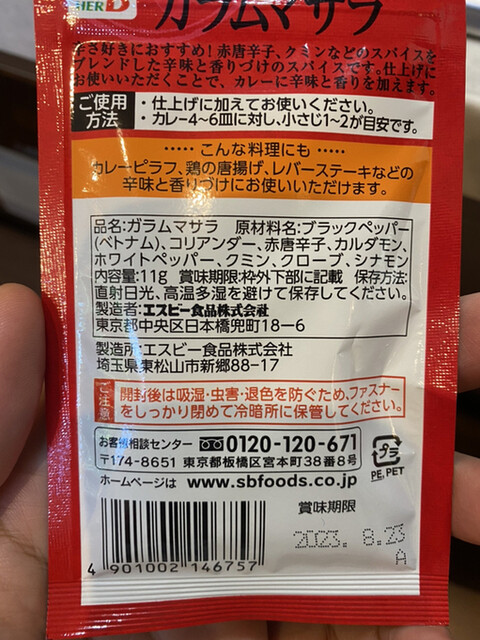 HERB
ガラムマサラ
辛さ好きにおすすめ!赤唐辛子、クミンなどのスパイスを
ブレンドした辛味と香りづけのスパイスです。仕上げに
お使いいただくことで、カレーに辛味と香りを加えます。
ご使用方法
・仕上げに加えてお使いください。
・カレー4~6皿に対し、小さじ1~2が目安です。
····· こんな料理にも ·····
カレーピラフ、鶏の唐揚げ、レバーステーキなどの
辛味と香りづけにお使いいただけます。
品名:ガラムマサラ 原材料名:ブラックペッパー
(ベトナム)、コリアンダー、赤唐辛子、カルダモン、
ホワイトペッパー、クミン、クローブ、シナモン
内容量:11g 賞味期限:枠外下部に記載 保存方法:
直射日光、高温多湿を避けて保存してください。
製造者:エスビー食品株式会社
東京都中央区日本橋兜町18-6
製造所:エスビー食品株式会社
埼玉県東松山市新郷88-17
ご注意
開封後は吸湿・虫害・退色を防ぐため、ファスナー
をしっかり閉めて冷暗所に保管してください。
お客様相談センター 0120-120-671
〒174-8651 東京都板橋区宮本町38番8号
ホームページは www.sbfoods.co.jp
プラ
PE, PET
賞味期限
2023. 8.23
A
4 901002 146757